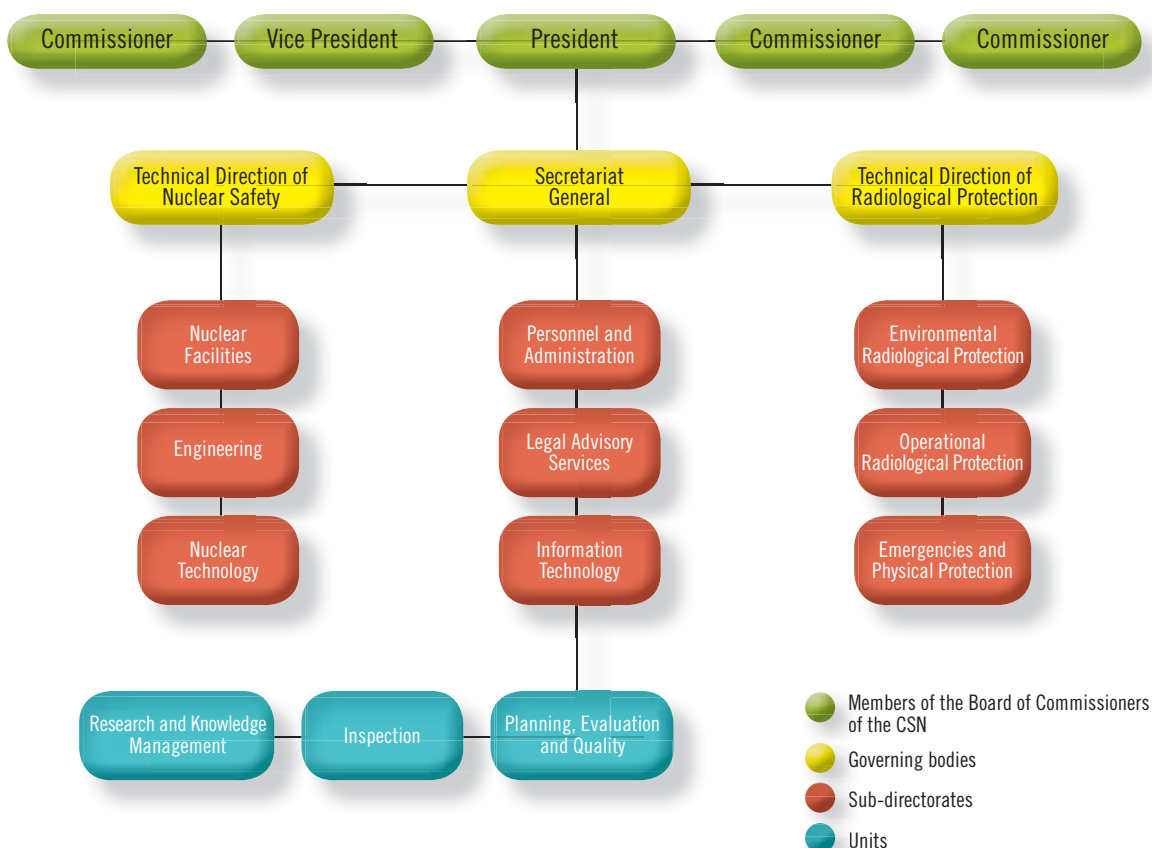 Commissioner
Vice President
President
Commissioner
Commissioner
Technical Direction of
Nuclear Safety
Secretariat
General
Technical Direction of
Radiological Protection
Nuclear
Facilities
Personnel and
Administration
Environmental
Radiological Protection
Engineering
Legal Advisory
Services
Operational
Radiological Protection
Nuclear
Technology
Information
Technology
Emergencies and
Physical Protection
Research and Knowledge
Management
Inspection
Planning, Evaluation
and Quality
Members of the Board of Commissioners
of the CSN
Governing bodies
Sub-directorates
Units